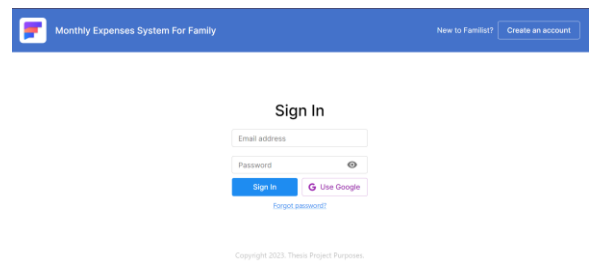 Monthly Expenses System For Family
New to Familist? Create an account
Sign In
Email address
Password
Sign In
Use Google
Forgot password?
Copyright 2023. Thesis Project Purposes.